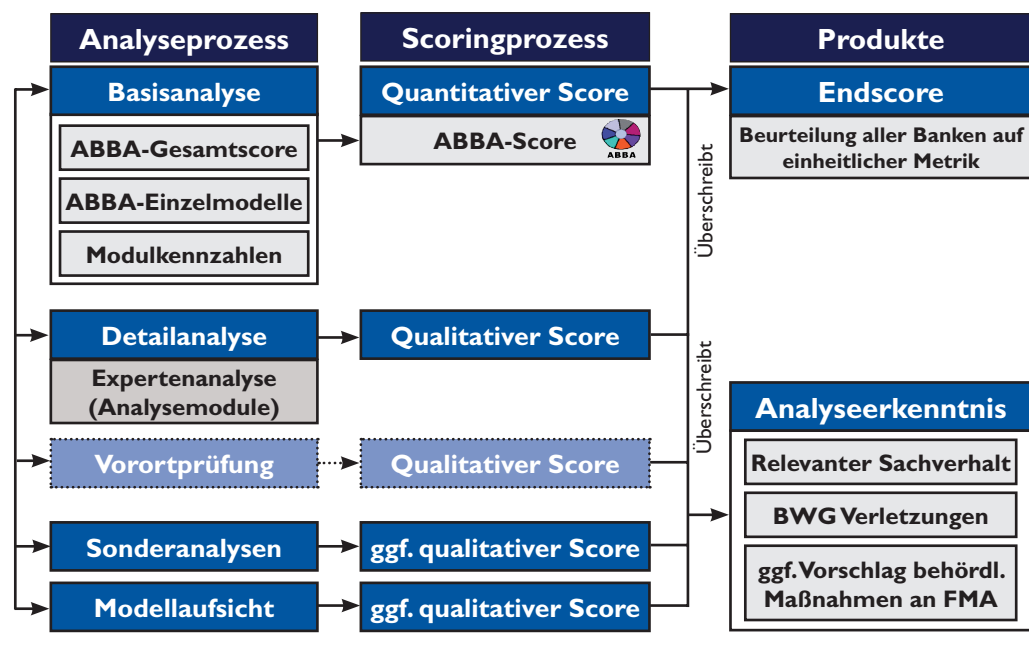 Analyseprozess
Scoringprozess
Produkte
Basisanalyse
Quantitativer Score
Endscore
ABBA-Gesamtscore
ABBA-Einzelmodelle
Modulkennzahlen
ABBA-Score
ABBA
Beurteilung aller Banken auf
einheitlicher Metrik
Überschreibt
Detailanalyse
Qualitativer Score
Expertenanalyse
(Analysemodule)
Überschreibt
Vorortprüfung
Qualitativer Score
Analyseerkenntnis
Relevanter Sachverhalt
BWG Verletzungen
ggf. Vorschlag behördl.
Maßnahmen an FMA
Sonderanalysen
ggf. qualitativer Score
Modellaufsicht
ggf. qualitativer Score